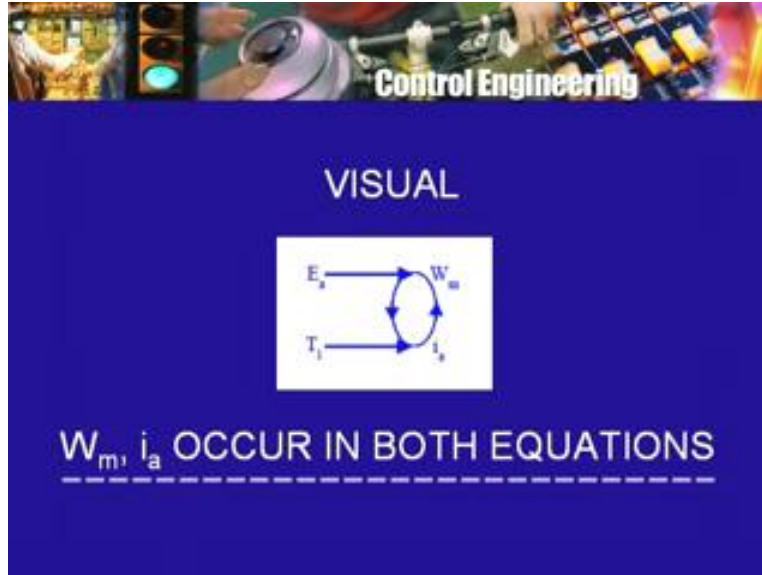 Control Engineering
VISUAL
Eₐ Wₘ
Tₗ iₐ
Wₘ, iₐ OCCUR IN BOTH EQUATIONS